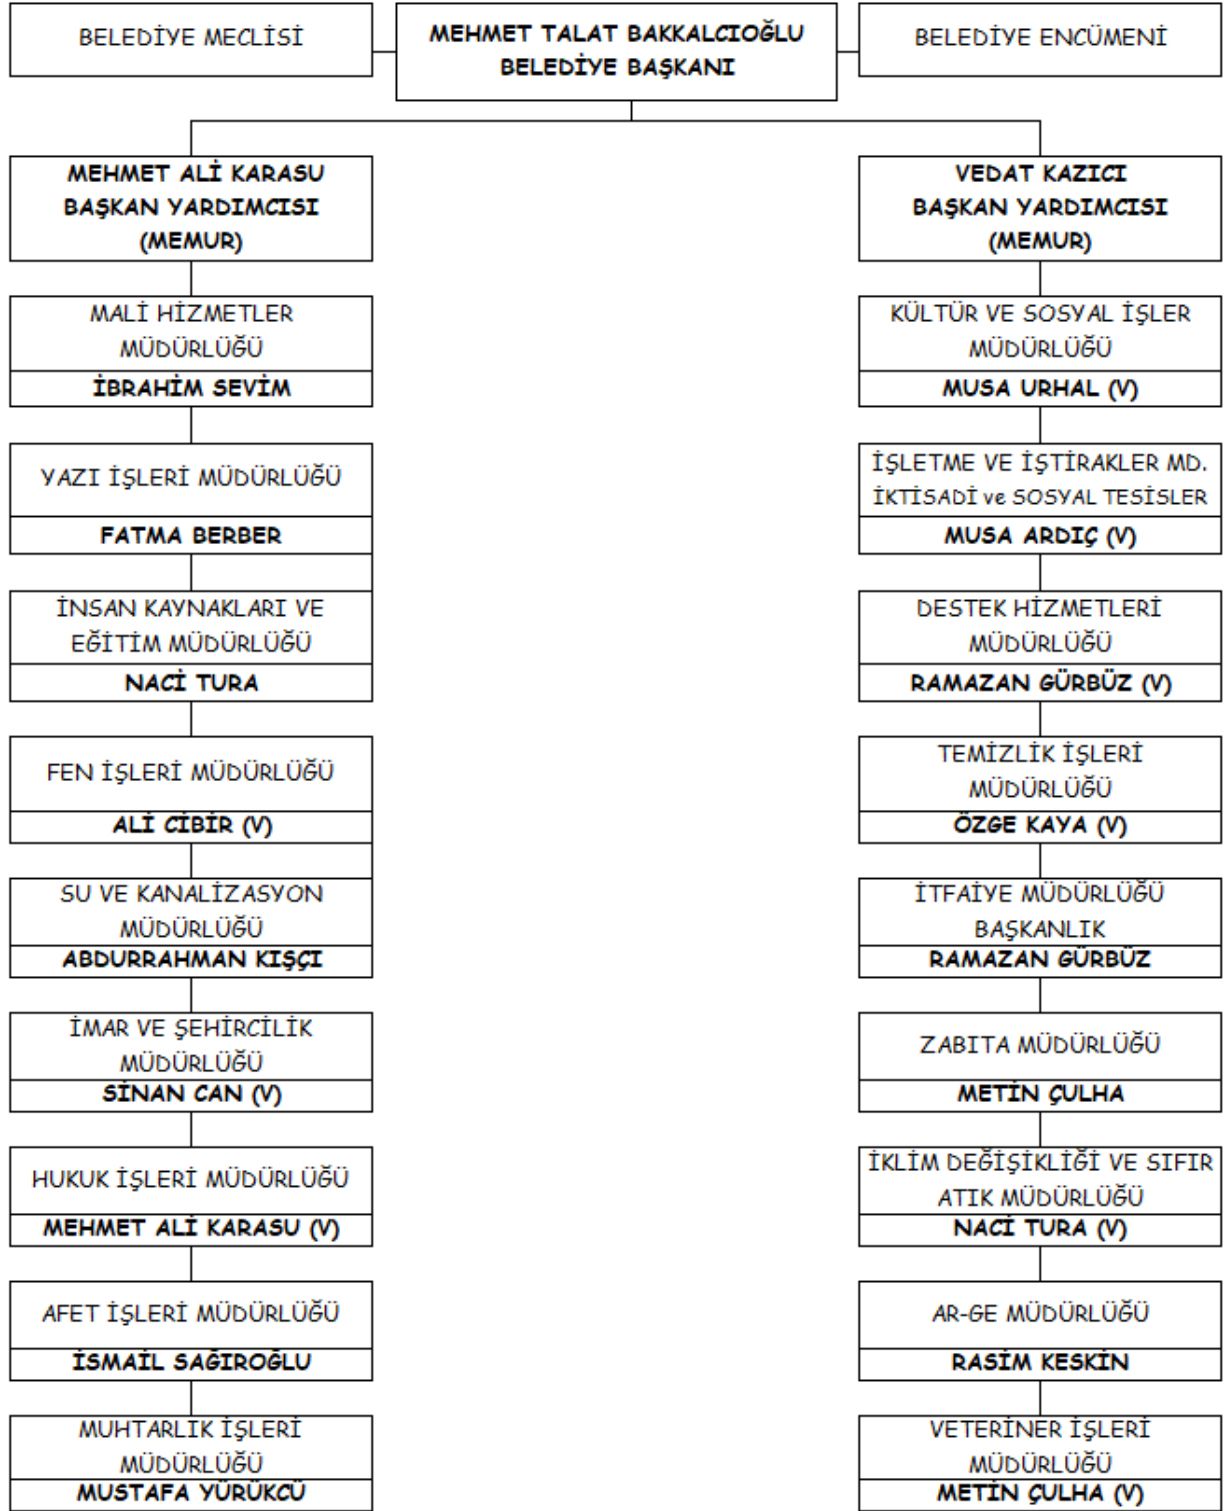 BELEDİYE MECLİSİ
MEHMET TALAT BAKKALCIOĞLU
BELEDİYE BAŞKANI
BELEDİYE ENCÜMENİ
MEHMET ALİ KARASU
BAŞKAN YARDIMCISI
(MEMUR)
MALİ HİZMETLER
MÜDÜRLÜĞÜ
İBRAHİM SEVİM
YAZI İŞLERİ MÜDÜRLÜĞÜ
FATMA BERBER
İNSAN KAYNAKLARI VE
EĞİTİM MÜDÜRLÜĞÜ
NACİ TURA
FEN İŞLERİ MÜDÜRLÜĞÜ
ALİ CİBİR (V)
SU VE KANALİZASYON
MÜDÜRLÜĞÜ
ABDURRAHMAN KIŞÇI
İMAR VE ŞEHİRCİLİK
MÜDÜRLÜĞÜ
SİNAN CAN (V)
HUKUK İŞLERİ MÜDÜRLÜĞÜ
MEHMET ALİ KARASU (V)
AFET İŞLERİ MÜDÜRLÜĞÜ
İSMAİL SAĞIROĞLU
MUHTARLIK İŞLERİ
MÜDÜRLÜĞÜ
MUSTAFA YÜRÜKCÜ
VEDAT KAZICI
BAŞKAN YARDIMCISI
(MEMUR)
KÜLTÜR VE SOSYAL İŞLER
MÜDÜRLÜĞÜ
MUSA URHAL (V)
İŞLETME VE İŞTİRAKLER MD.
İKTİSADİ ve SOSYAL TESİSLER
MUSA ARDIÇ (V)
DESTEK HİZMETLERİ
MÜDÜRLÜĞÜ
RAMAZAN GÜRBÜZ (V)
TEMİZLİK İŞLERİ
MÜDÜRLÜĞÜ
ÖZGE KAYA (V)
İTFAİYE MÜDÜRLÜĞÜ
BAŞKANLIK
RAMAZAN GÜRBÜZ
ZABITA MÜDÜRLÜĞÜ
METİN ÇULHA
İKLİM DEĞİŞİKLİĞİ VE SIFIR
ATIK MÜDÜRLÜĞÜ
NACİ TURA (V)
AR-GE MÜDÜRLÜĞÜ
RASİM KESKİN
VETERİNER İŞLERİ
MÜDÜRLÜĞÜ
METİN ÇULHA (V)